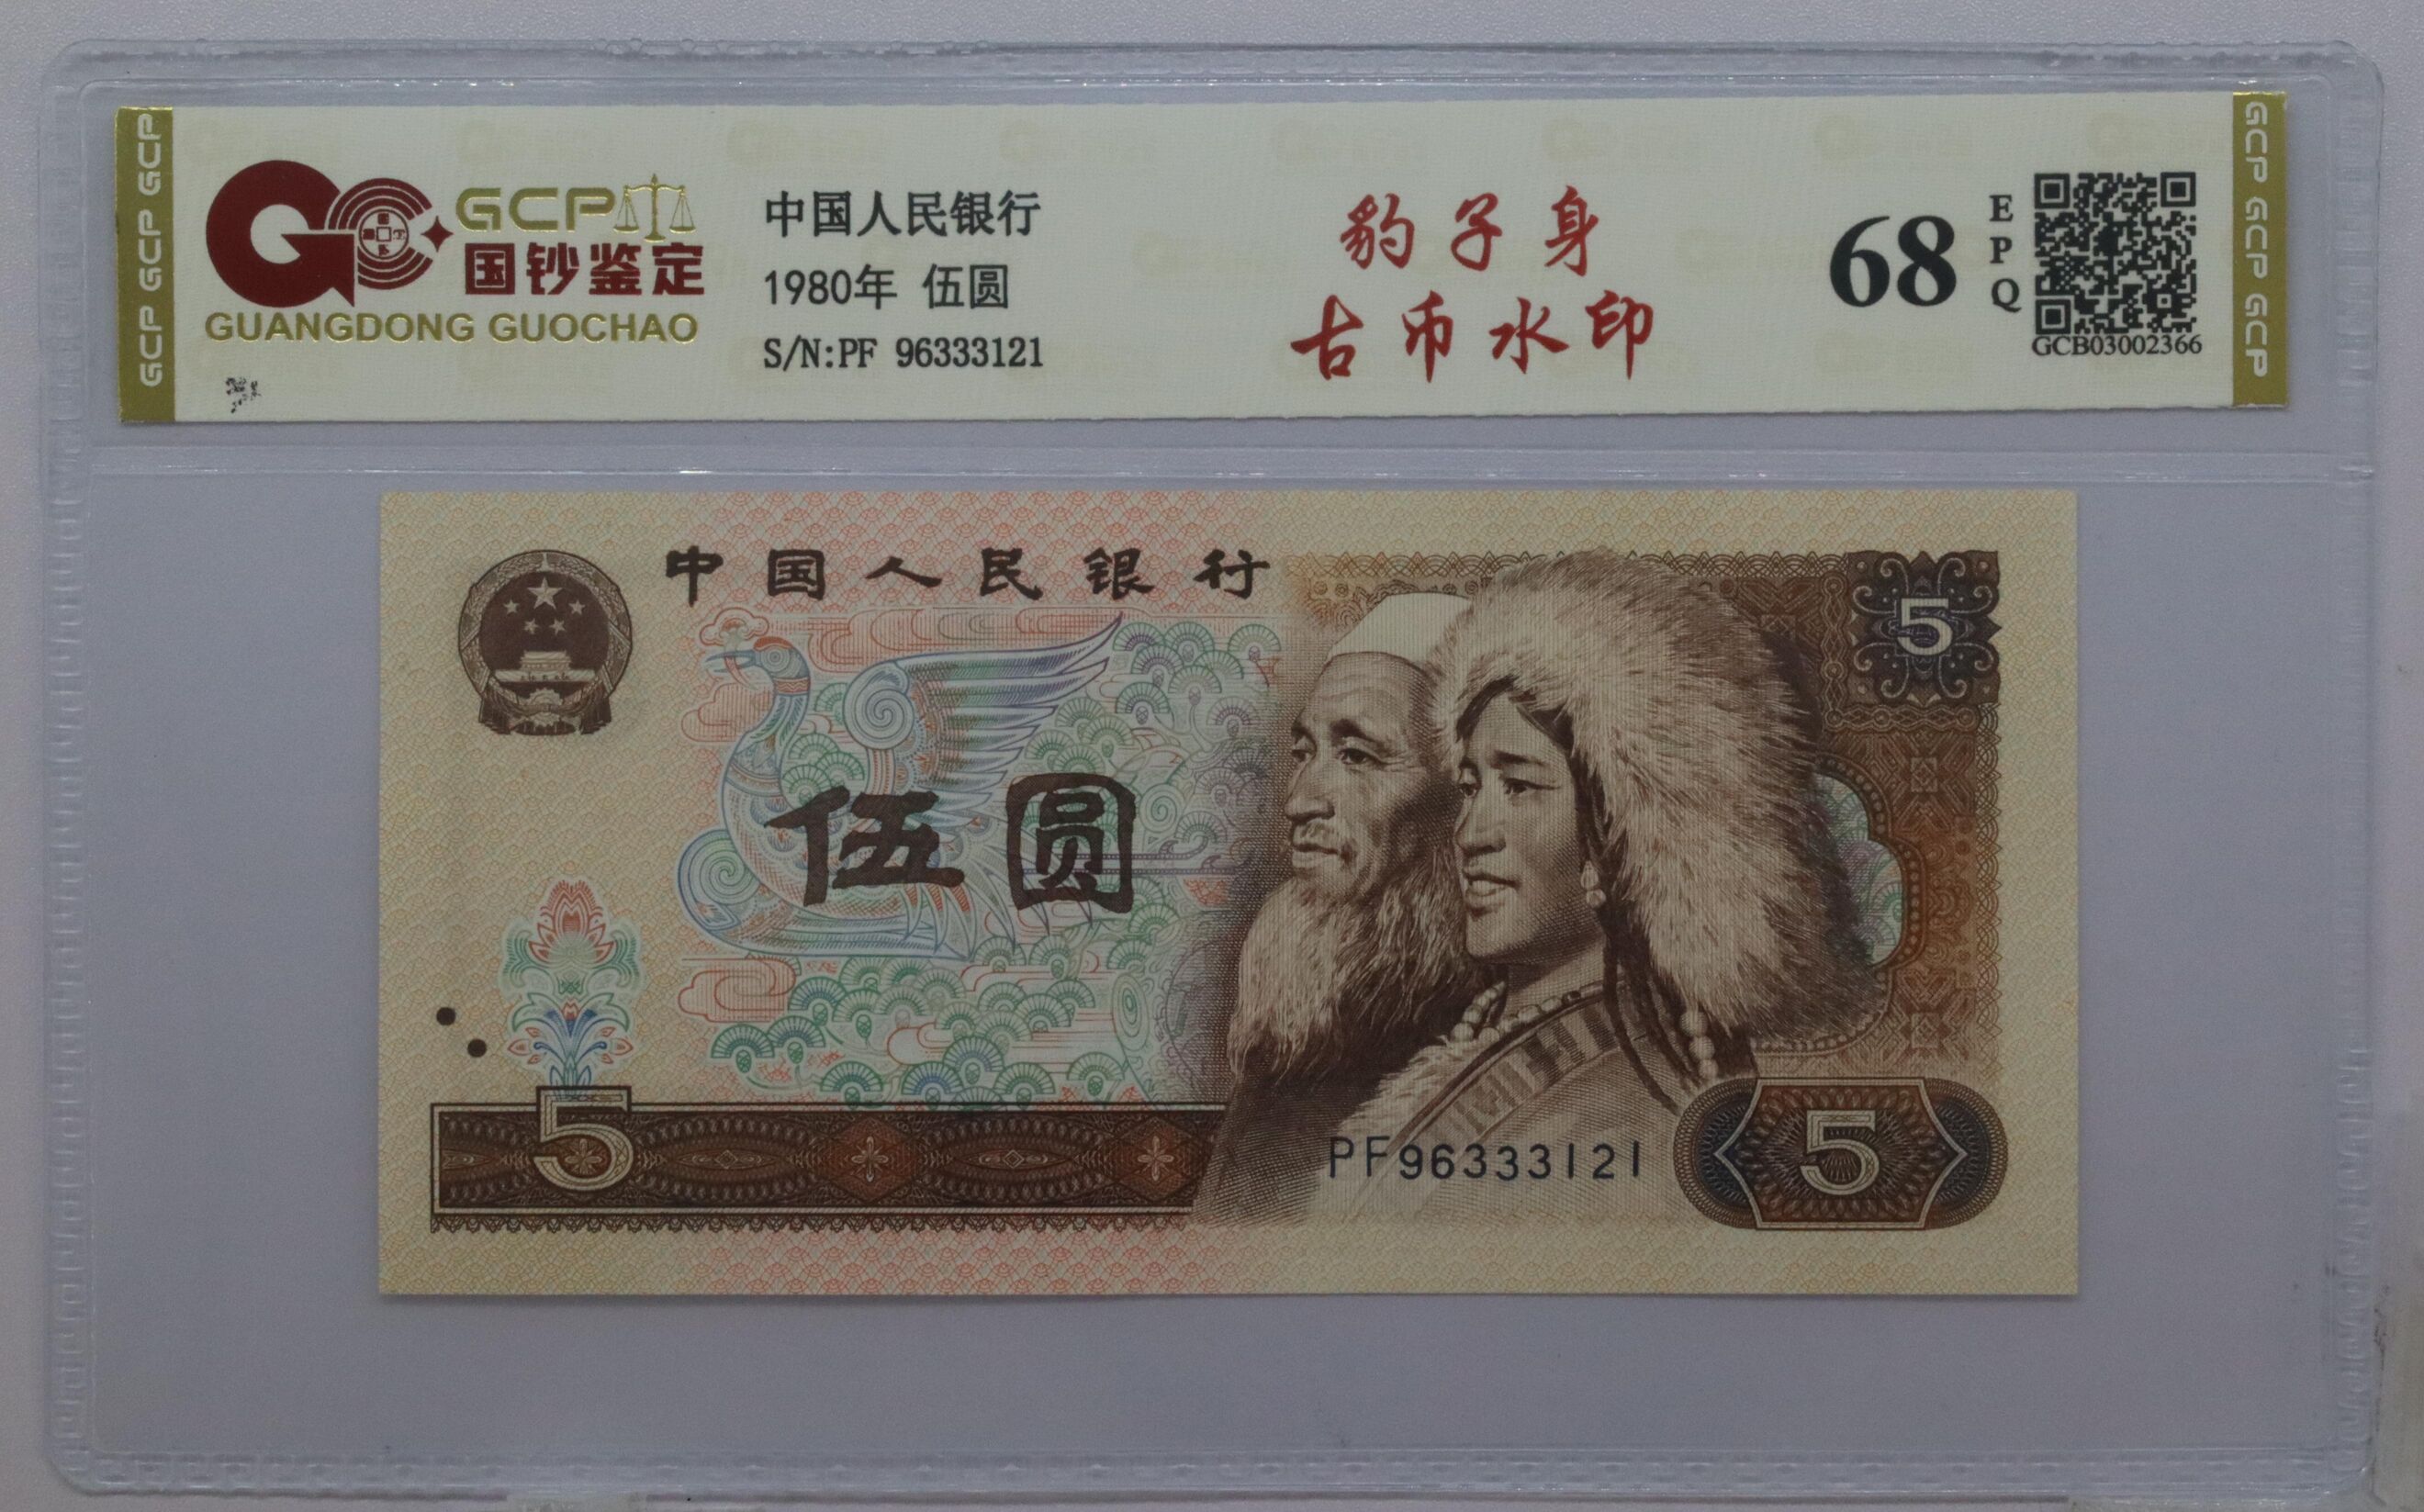 GCP GCP GCP
GCP
国钞鉴定
GUANGDONG GUOCHAO
中国人民银行
1980年 伍圆
S/N:PF 96333121
豹子身
古币水印
68
EPQ
GCB03002366
GCP GCP GCP
中国人民银行
5
伍圆
5
PF96333121
5